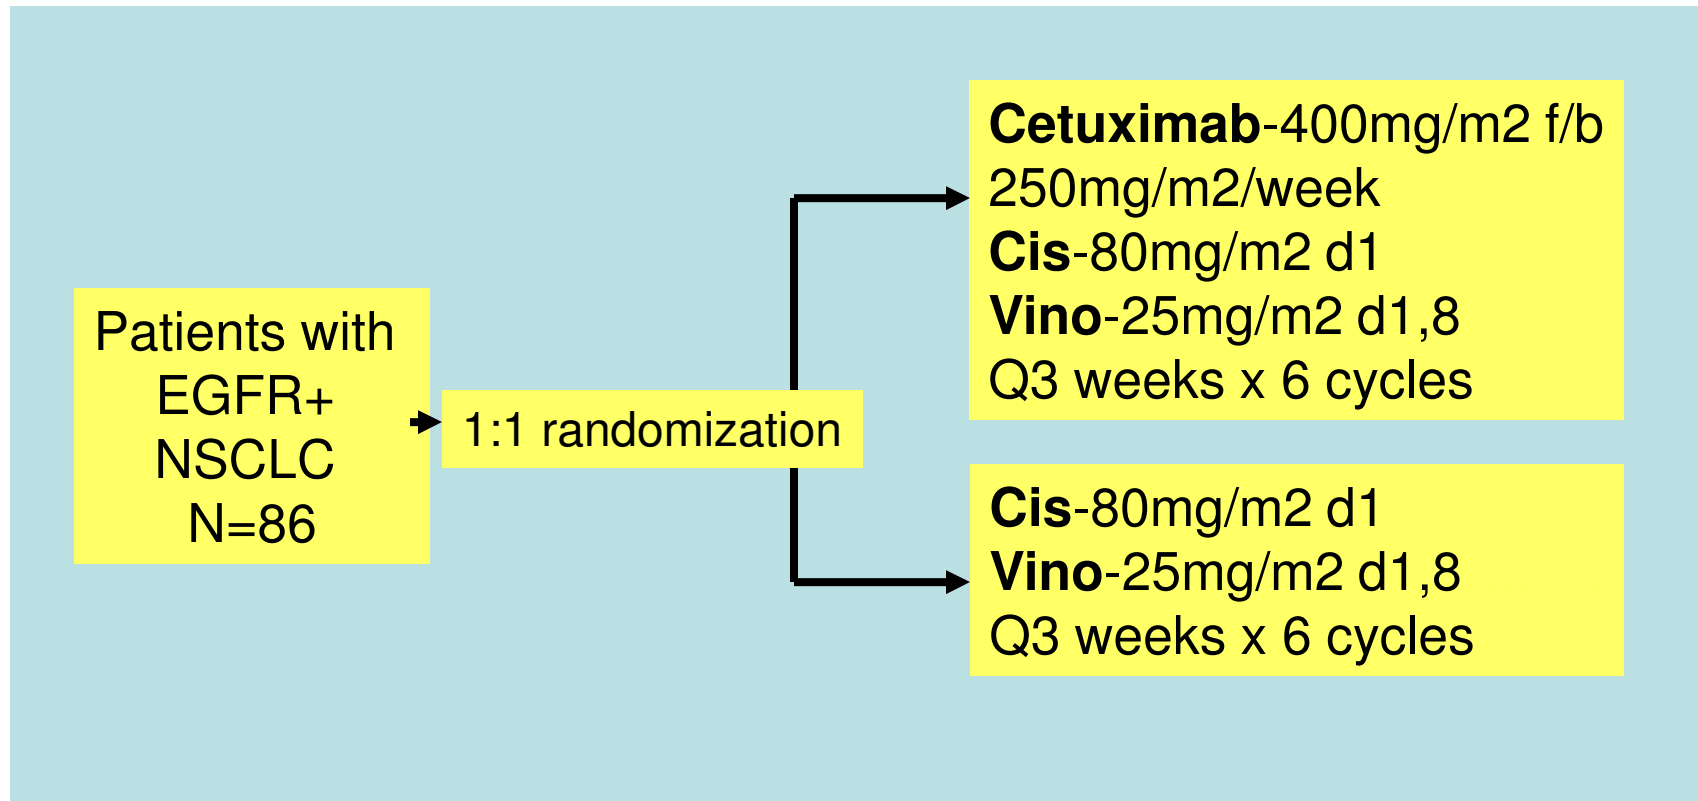 Patients with
EGFR+
NSCLC
N=86
1:1 randomization
Cetuximab-400mg/m2 f/b
250mg/m2/week
Cis-80mg/m2 d1
Vino-25mg/m2 d1,8
Q3 weeks x 6 cycles
Cis-80mg/m2 d1
Vino-25mg/m2 d1,8
Q3 weeks x 6 cycles